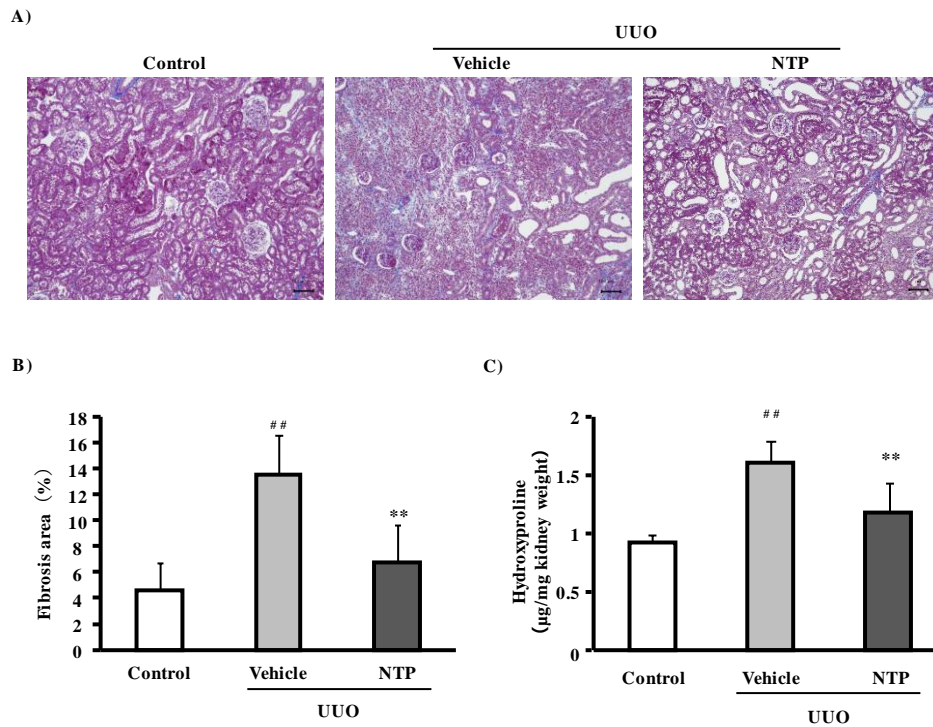 A)
UUO
Control
Vehicle
NTP
B)
Fibrosis area (%)
18
16
14
12
10
8
6
4
2
0
##
**
Control
Vehicle
NTP
UUO
C)
Hydroxyproline
(μg/mg kidney weight)
2
1.5
1
0.5
0
##
**
Control
Vehicle
NTP
UUO